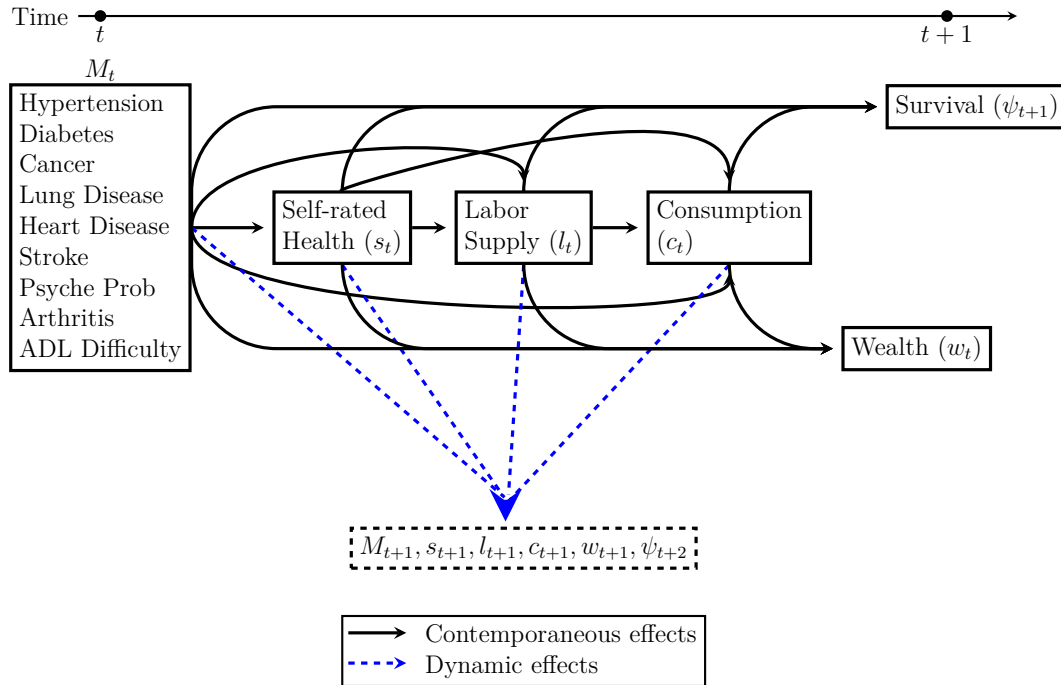 Time
t
t + 1
M_t
Hypertension
Diabetes
Cancer
Lung Disease
Heart Disease
Stroke
Psyche Prob
Arthritis
ADL Difficulty
Self-rated
Health (s_t)
Labor
Supply (l_t)
Consumption
(c_t)
Survival (ψ_{t+1})
Wealth (w_t)
M_{t+1}, s_{t+1}, l_{t+1}, c_{t+1}, w_{t+1}, ψ_{t+2}
Contemporaneous effects
Dynamic effects